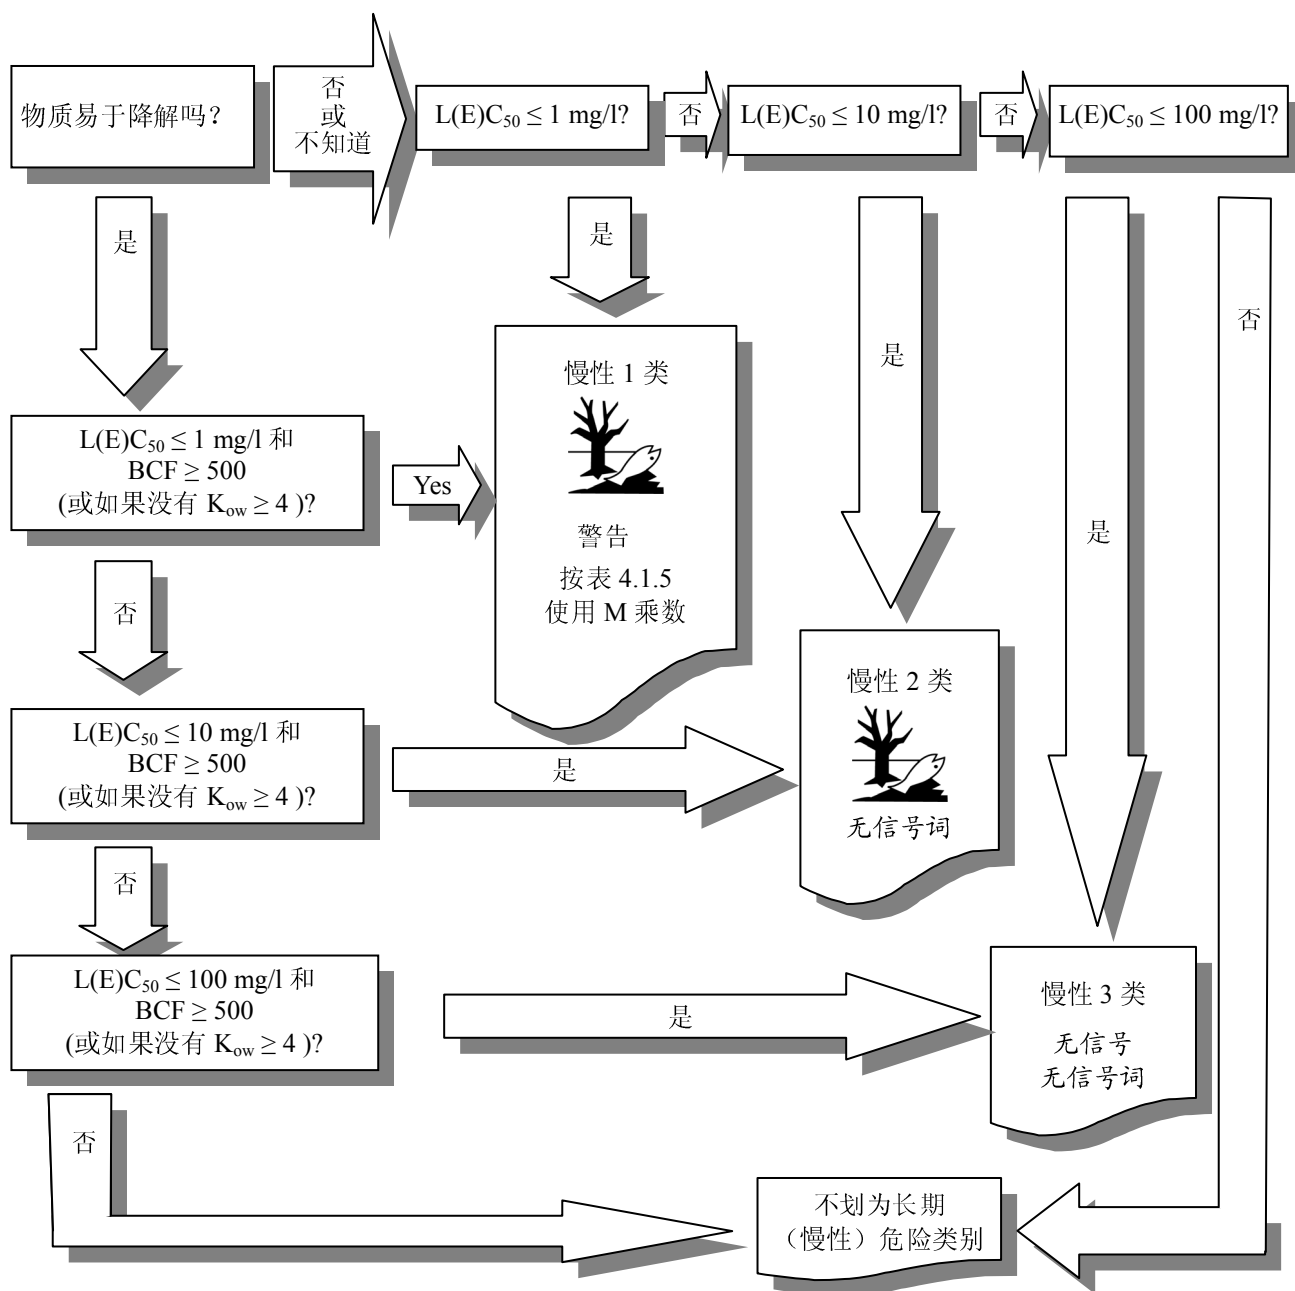 物质易于降解吗?
否
或
不知道
L(E)C₅₀ ≤ 1 mg/l?
否
L(E)C₅₀ ≤ 10 mg/l?
否
L(E)C₅₀ ≤ 100 mg/l?
是
是
是
是
否
L(E)C₅₀ ≤ 1 mg/l 和
BCF ≥ 500
(或如果没有 Kₒw ≥ 4 )?
Yes
慢性 1 类
警告
按表 4.1.5
使用 M 乘数
否
L(E)C₅₀ ≤ 10 mg/l 和
BCF ≥ 500
(或如果没有 Kₒw ≥ 4 )?
是
慢性 2 类
无信号词
否
L(E)C₅₀ ≤ 100 mg/l 和
BCF ≥ 500
(或如果没有 Kₒw ≥ 4 )?
是
慢性 3 类
无信号
无信号词
否
不划为长期
（慢性）危险类别